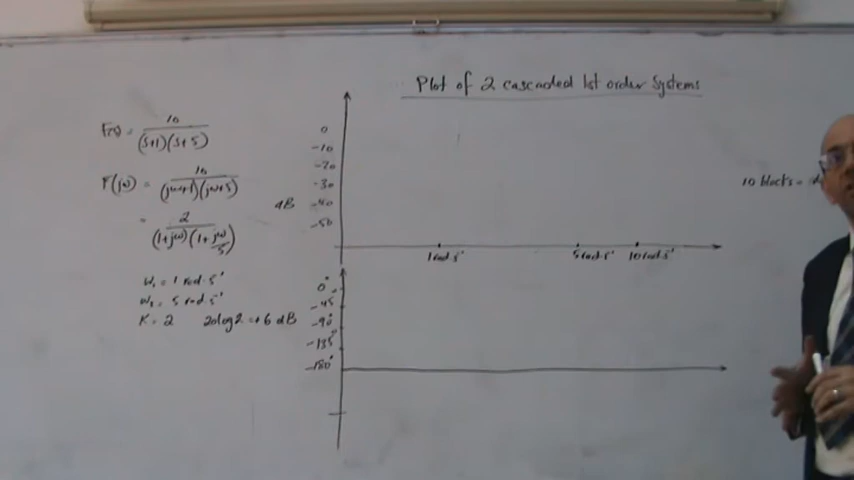 Plot of 2 cascaded 1st order Systems
F(s) = 10 / (s+1)(s+5)
F(jω) = 10 / (jω+1)(jω+5)
= 2 / (1+jω)(1+jω/5)
ω₁ = 1 rad.s⁻¹
ω₂ = 5 rad.s⁻¹
K = 2 20log2 = +6 dB
dB
0
-10
-20
-30
-40
-50
1 rad.s⁻¹ 5 rad.s⁻¹ 10 rad.s⁻¹
0°
-45°
-90°
-135°
-180°
10 blocks =